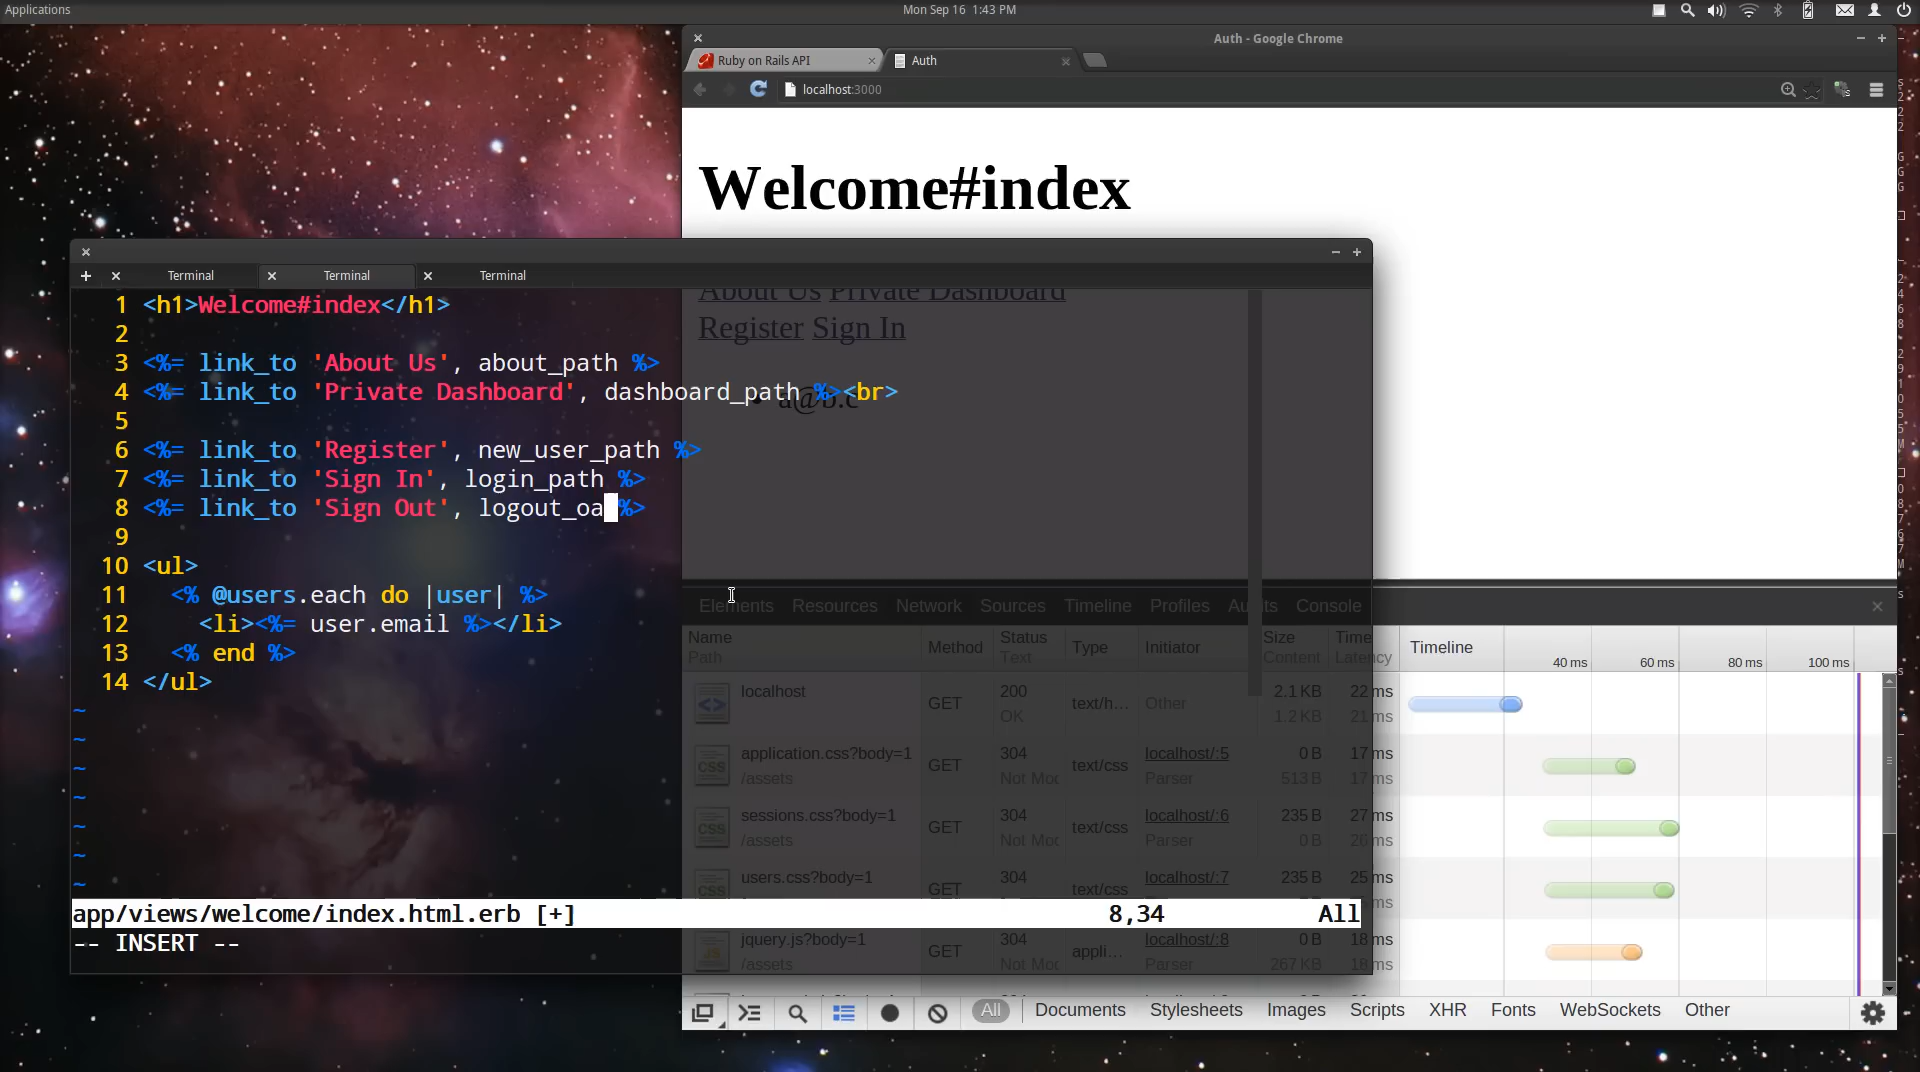 Applications
Mon Sep 16 1:43 PM
Auth - Google Chrome
Ruby on Rails API
Auth
localhost:3000
Welcome#index
Terminal
Terminal
Terminal
About Us Private Dashboard
Register Sign In
a@b.c
1 <h1>Welcome#index</h1>
2
3 <%= link_to 'About Us', about_path %>
4 <%= link_to 'Private Dashboard', dashboard_path %><br>
5
6 <%= link_to 'Register', new_user_path %>
7 <%= link_to 'Sign In', login_path %>
8 <%= link_to 'Sign Out', logout_oa %>
9
10 <ul>
11 <% @users.each do |user| %>
12 <li><%= user.email %></li>
13 <% end %>
14 </ul>
~
~
~
~
~
~
~
app/views/welcome/index.html.erb [+] 8,34 All
-- INSERT --
Elements Resources Network Sources Timeline Profiles Audits Console
Name Path Method Status Text Type Initiator Size Content Time Latency Timeline
40 ms 60 ms 80 ms 100 ms
localhost GET 200 OK text/h... Other 2.1 KB 1.2 KB 22 ms 21 ms
application.css?body=1 /assets GET 304 Not Moc text/css localhost/:5 Parser 0 B 513 B 17 ms 17 ms
sessions.css?body=1 /assets GET 304 Not Moc text/css localhost/:6 Parser 235 B 0 B 27 ms 26 ms
users.css?body=1 GET 304 text/css localhost/:7 235 B 25 ms
jquery.js?body=1 /assets GET 304 Not Moc appli... localhost/:8 Parser 0 B 267 KB 18 ms 18 ms
All Documents Stylesheets Images Scripts XHR Fonts WebSockets Other